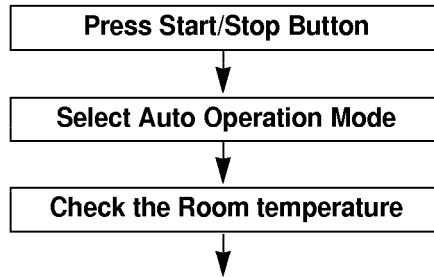 Press Start/Stop Button
Select Auto Operation Mode
Check the Room temperature